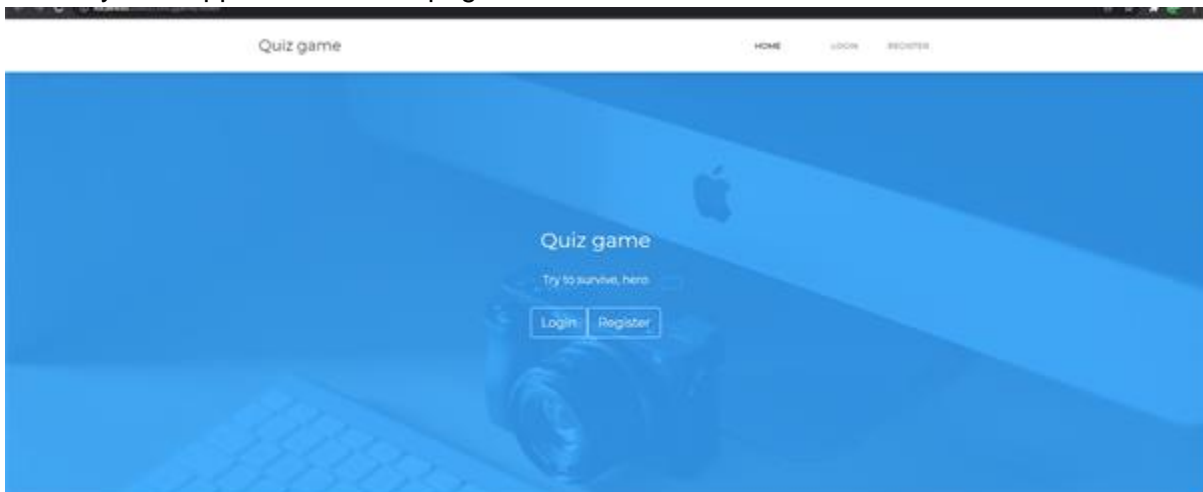 Quiz game
HOME LOGIN REGISTER
Quiz game
Try to survive, hero
Login Register